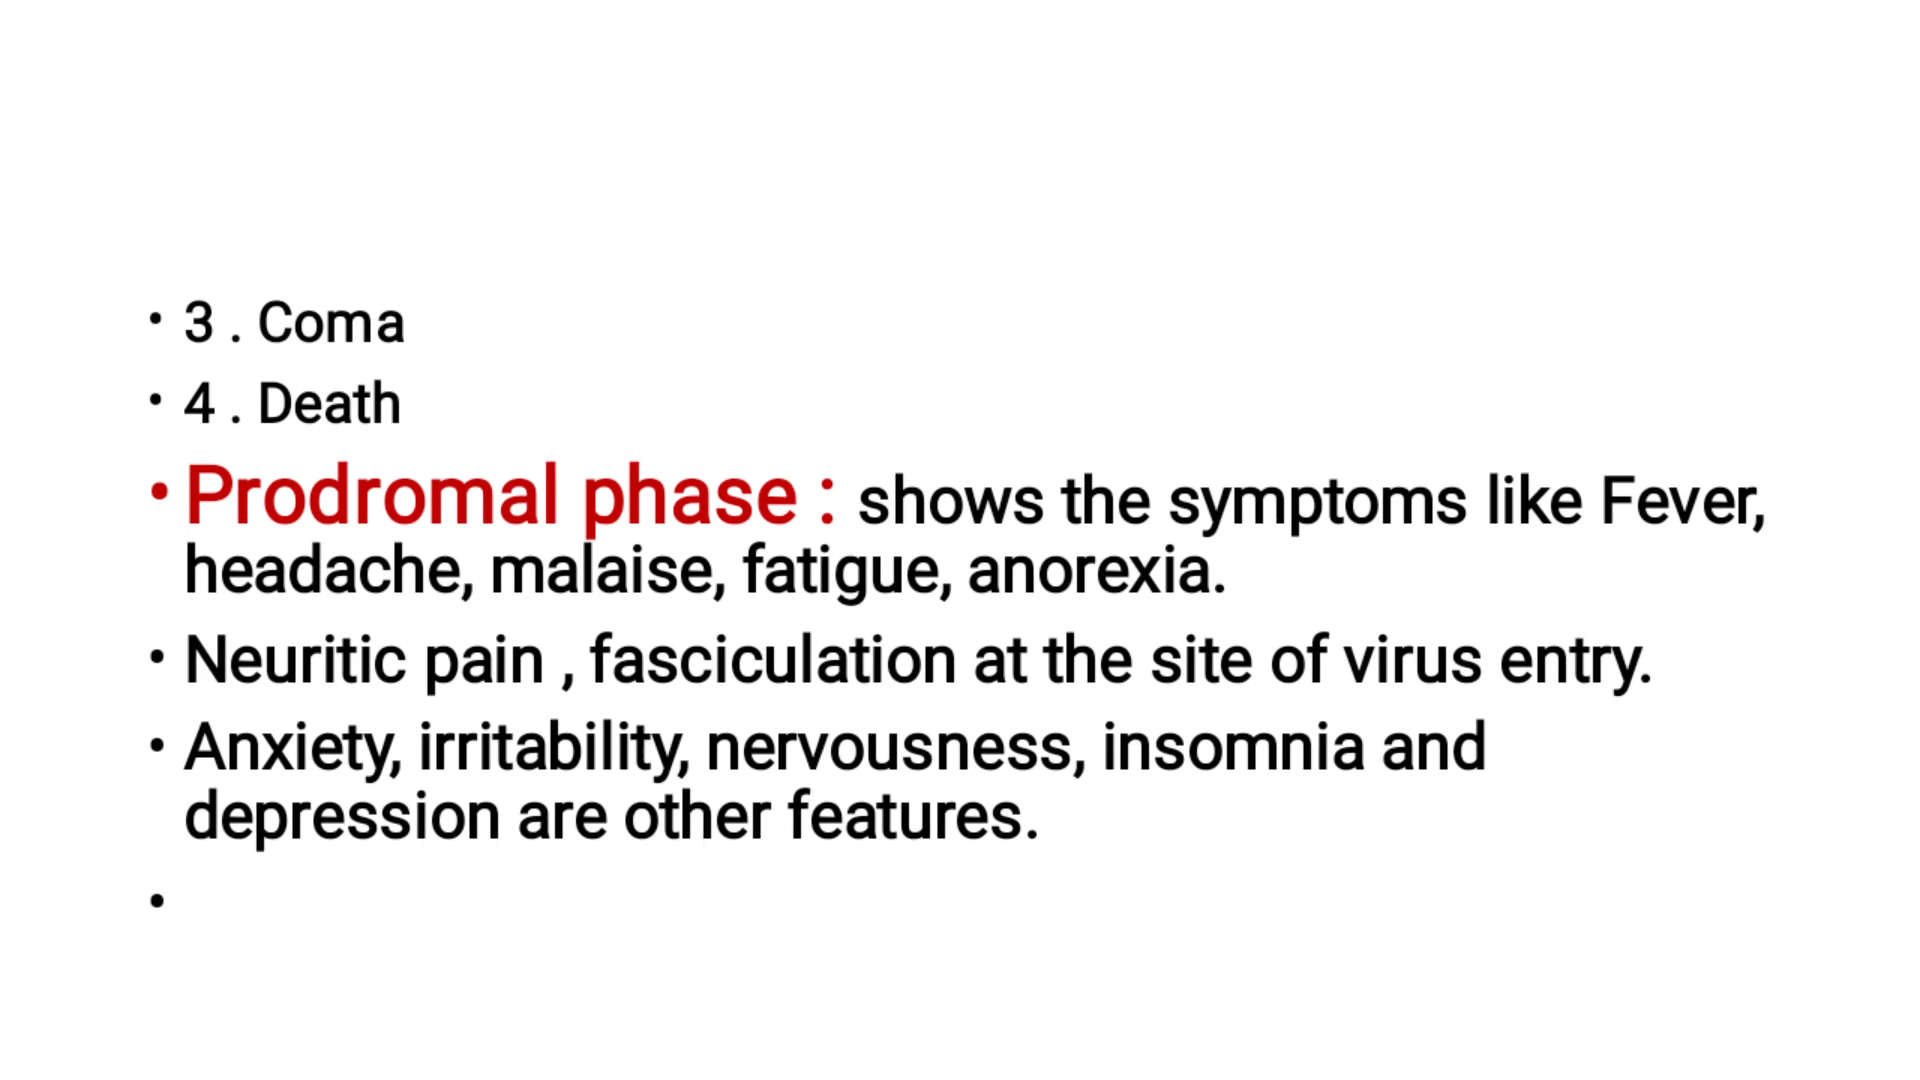 • 3 . Coma
• 4 . Death
• Prodromal phase : shows the symptoms like Fever,
headache, malaise, fatigue, anorexia.
• Neuritic pain , fasciculation at the site of virus entry.
• Anxiety, irritability, nervousness, insomnia and
depression are other features.
•